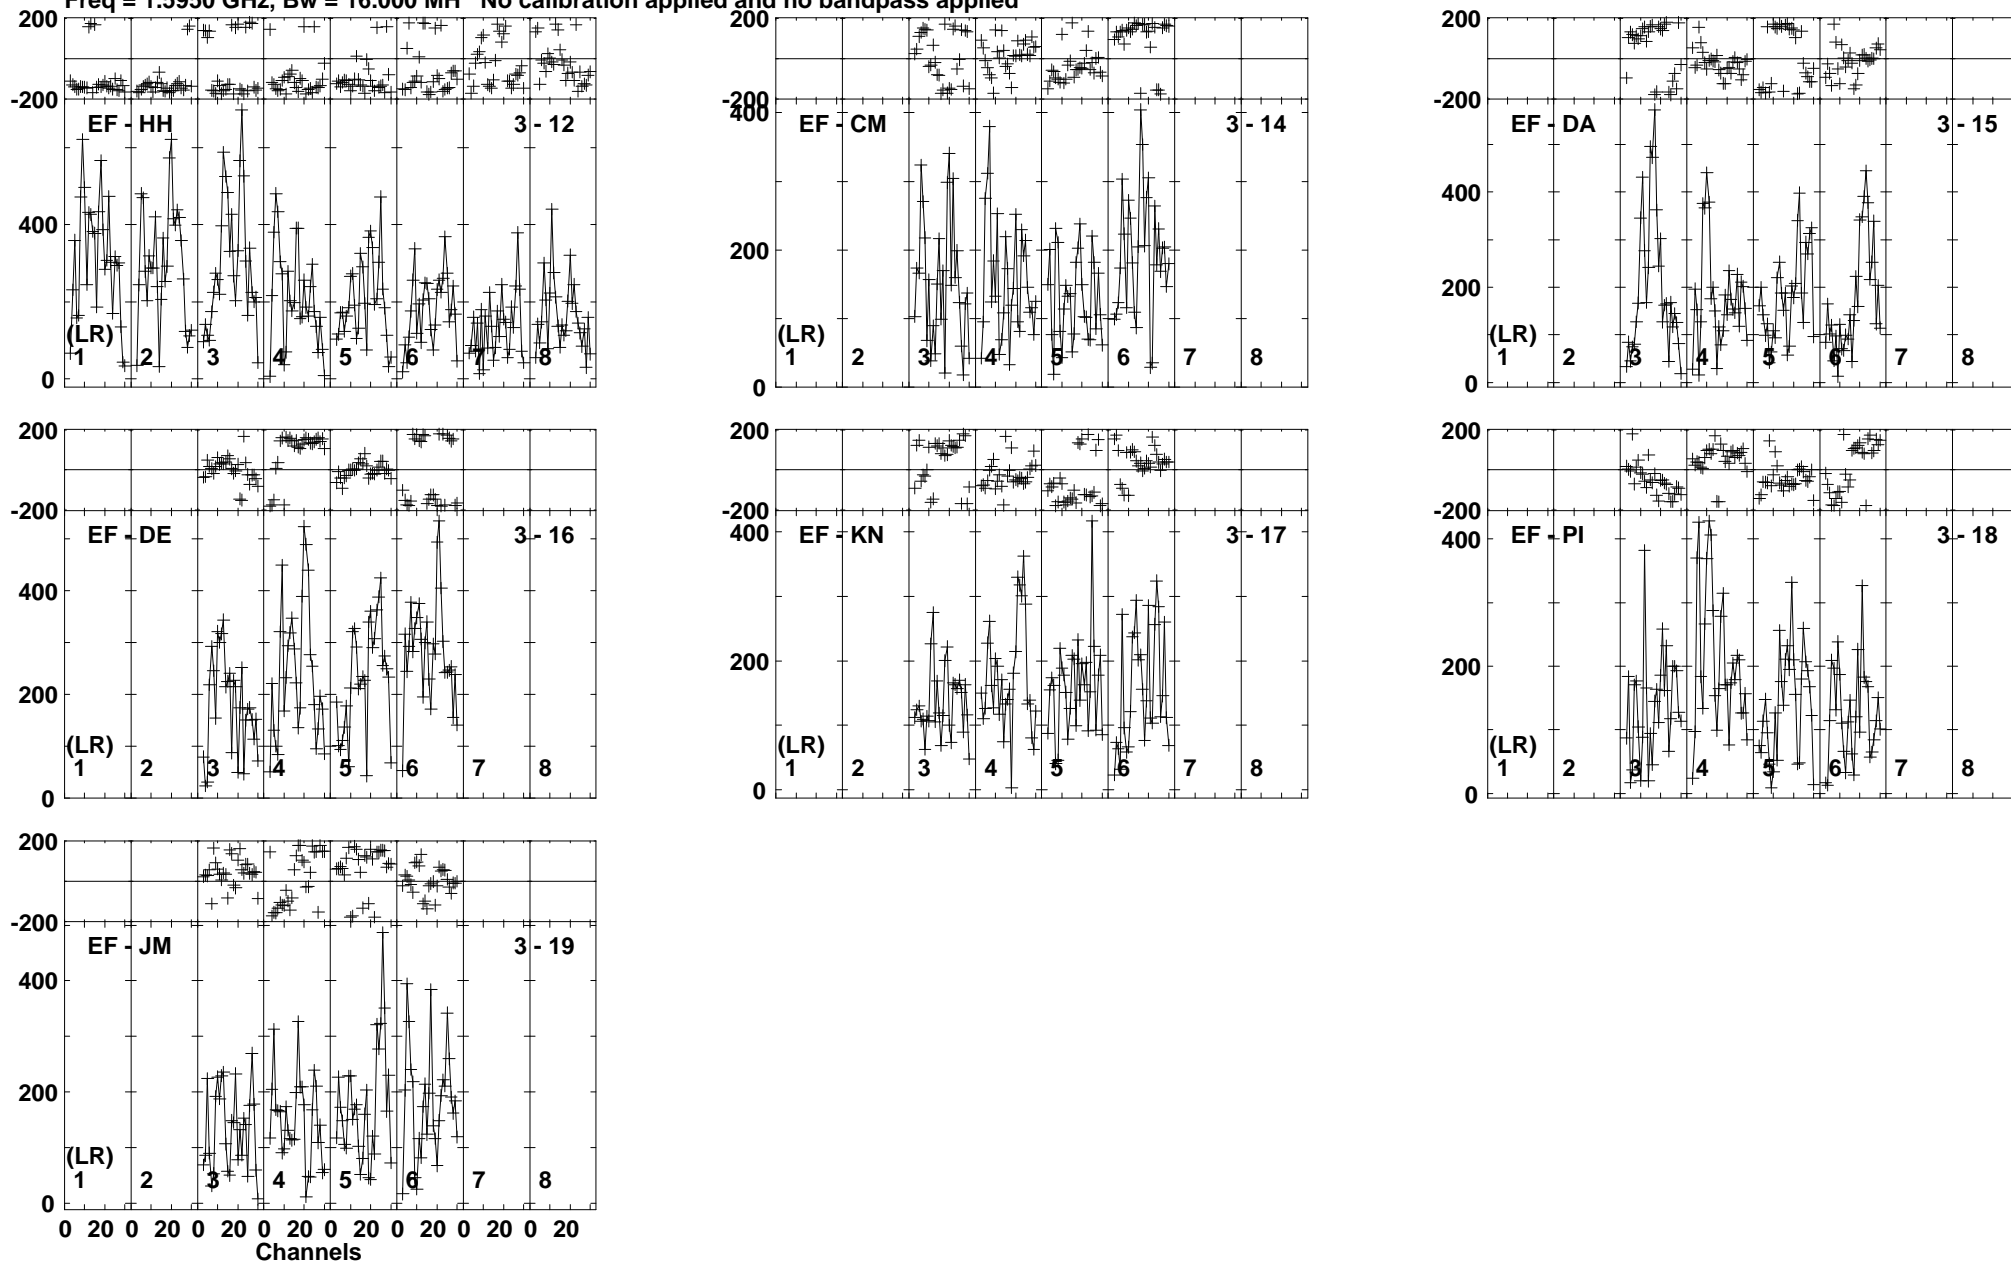 Freq = 1.5950 GHz, Bw = 16.000 MH No calibration applied and no bandpass applied
200
-200
EF - HH 3 - 12
400
(LR)
1 2 3 4 5 6 7 8
0
200
-200
400
EF - CM 3 - 14
200
(LR)
1 2 3 4 5 6 7 8
0
200
-200
EF - DA 3 - 15
400
200
(LR)
1 2 3 4 5 6 7 8
0
200
-200
EF - DE 3 - 16
400
200
(LR)
1 2 3 4 5 6 7 8
0
200
-200
400
EF - KN 3 - 17
200
(LR)
1 2 3 4 5 6 7 8
0
200
-200
400
EF - PI 3 - 18
200
(LR)
1 2 3 4 5 6 7 8
0
200
-200
EF - JM 3 - 19
400
200
(LR)
1 2 3 4 5 6 7 8
0
0 20 0 20 0 20 0 20 0 20 0 20 0 20 0 20
Channels